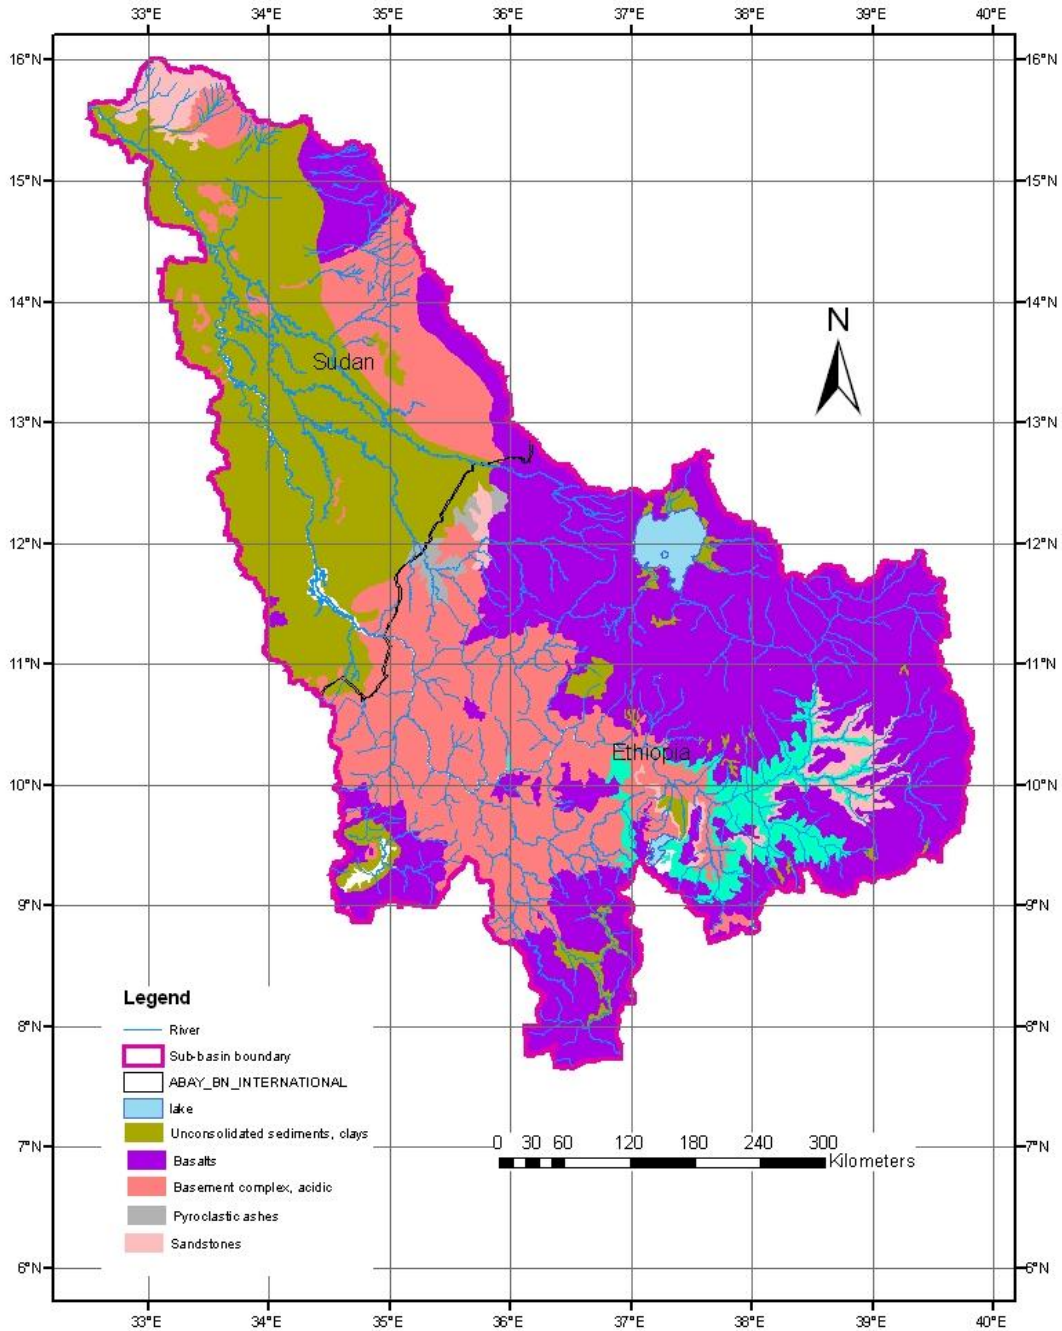 33°E 34°E 35°E 36°E 37°E 38°E 39°E 40°E
16°N 16°N
15°N 15°N
14°N 14°N
N
Sudan
13°N 13°N
12°N 12°N
11°N 11°N
Ethiopia
10°N 10°N
9°N 9°N
Legend
River
8°N 8°N
Sub-basin boundary
ABAY_BN_INTERNATIONAL
lake
Unconsolidated sediments, clays
7°N 7°N
0 30 60 120 180 240 300
Kilometers
Basalts
Basement complex, acidic
Pyroclastic ashes
Sandstones
6°N 6°N
33°E 34°E 35°E 36°E 37°E 38°E 39°E 40°E